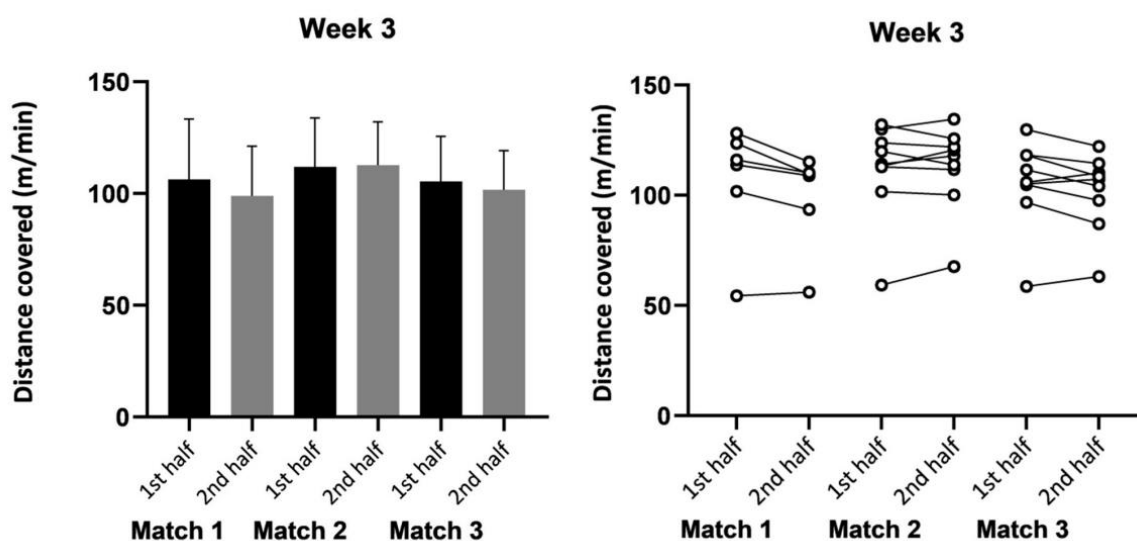 Week 3
Distance covered (m/min)
150
100
50
0
1st half
2nd half
1st half
2nd half
1st half
2nd half
Match 1
Match 2
Match 3
Week 3
Distance covered (m/min)
150
100
50
0
1st half
2nd half
1st half
2nd half
1st half
2nd half
Match 1
Match 2
Match 3